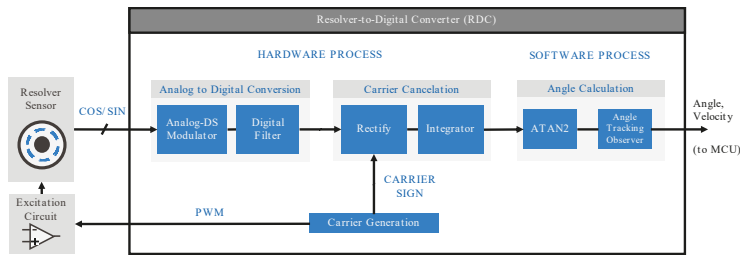 Resolver-to-Digital Converter (RDC)
HARDWARE PROCESS
SOFTWARE PROCESS
Resolver
Sensor
COS/SIN
Analog to Digital Conversion
Analog-DS
Modulator
Digital
Filter
Carrier Cancelation
Rectify
Integrator
Angle Calculation
ATAN2
Angle
Tracking
Observer
Angle,
Velocity
(to MCU)
CARRIER
SIGN
Excitation
Circuit
PWM
Carrier Generation